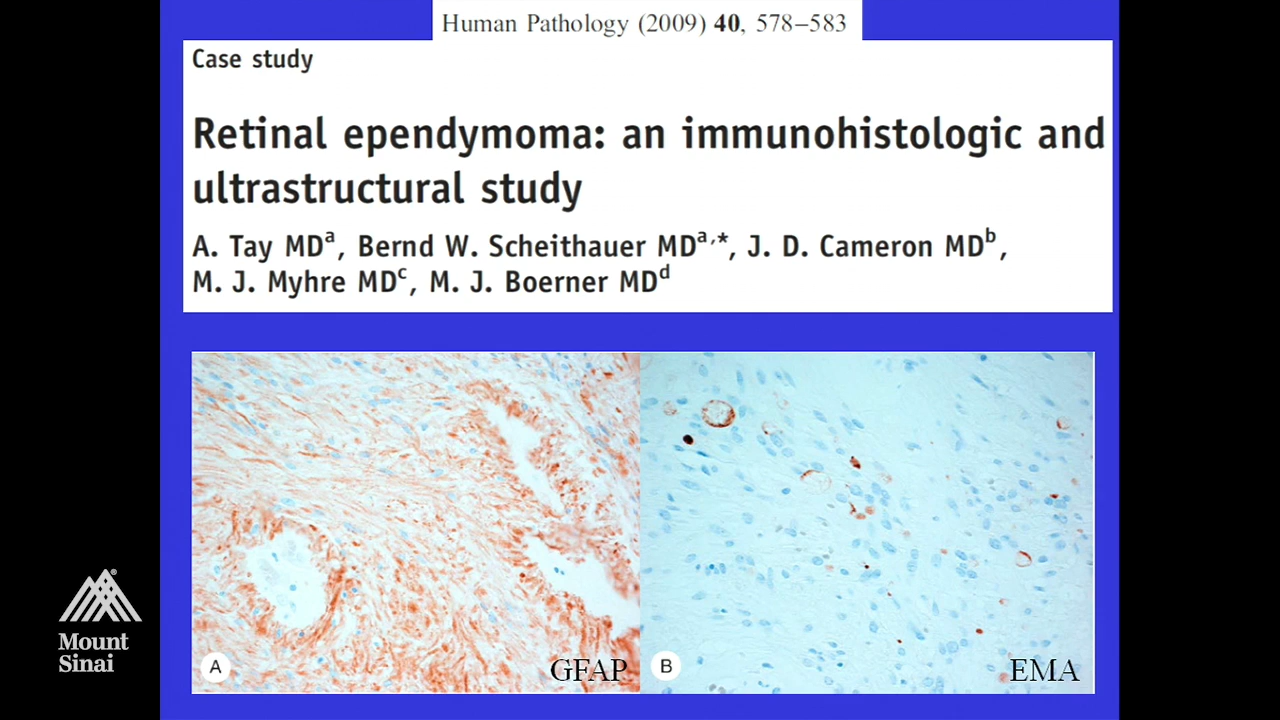 Human Pathology (2009) 40, 578–583
Case study
Retinal ependymoma: an immunohistologic and
ultrastructural study
A. Tay MDᵃ, Bernd W. Scheithauer MDᵃ,*, J. D. Cameron MDᵇ,
M. J. Myhre MDᶜ, M. J. Boerner MDᵈ
A
GFAP
B
EMA
Mount
Sinai
®